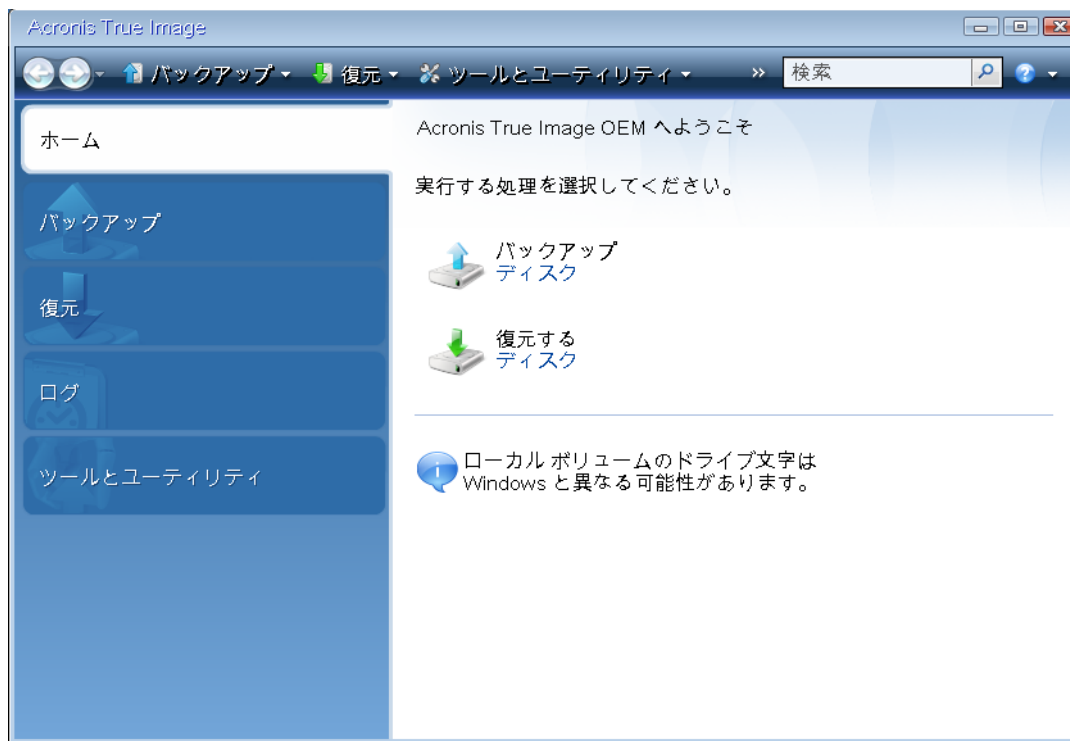 Acronis True Image
バックアップ 復元 ツールとユーティリティ » 検索
ホーム
バックアップ
復元
ログ
ツールとユーティリティ
Acronis True Image OEM へようこそ
実行する処理を選択してください。
バックアップ
ディスク
復元する
ディスク
ローカル ボリュームのドライブ文字は
Windows と異なる可能性があります。